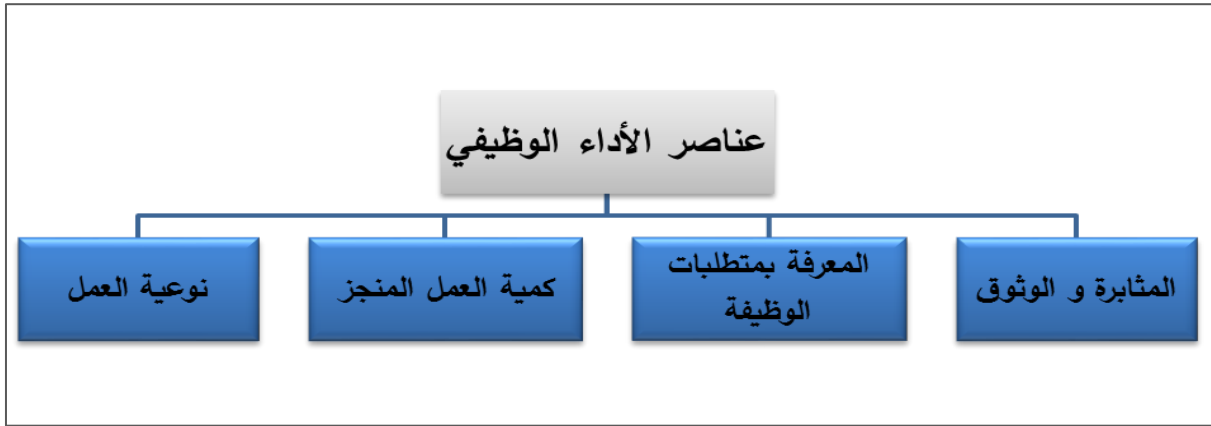 عناصر الأداء الوظيفي
المثابرة و الوثوق
المعرفة بمتطلبات
الوظيفة
كمية العمل المنجز
نوعية العمل